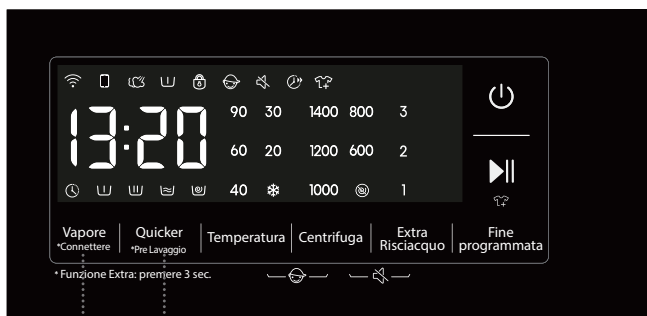 90 30 1400 800 3
13:20
60 20 1200 600 2
40 1000 1
Vapore Quicker Temperatura Centrifuga Extra Risciacquo Fine programmata
*Connettere *Pre Lavaggio
* Funzione Extra: premere 3 sec.